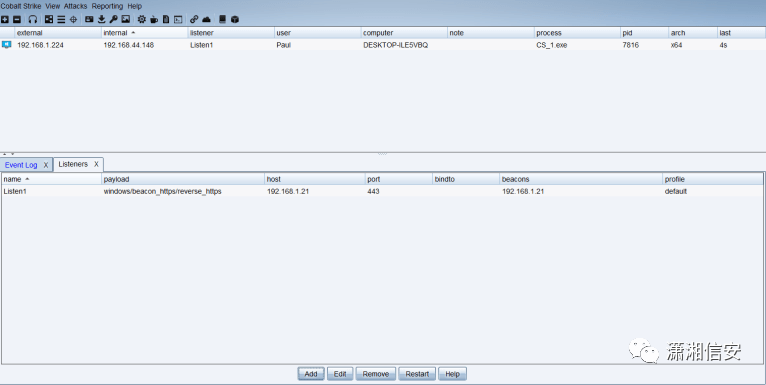 Cobalt Strike View Attacks Reporting Help
external internal listener user computer note process pid arch last
192.168.1.224 192.168.44.148 Listen1 Paul DESKTOP-ILE5VBQ CS_1.exe 7816 x64 4s
Event Log X Listeners X
name payload host port bindto beacons profile
Listen1 windows/beacon_https/reverse_https 192.168.1.21 443 192.168.1.21 default
潇湘信安
Add Edit Remove Restart Help